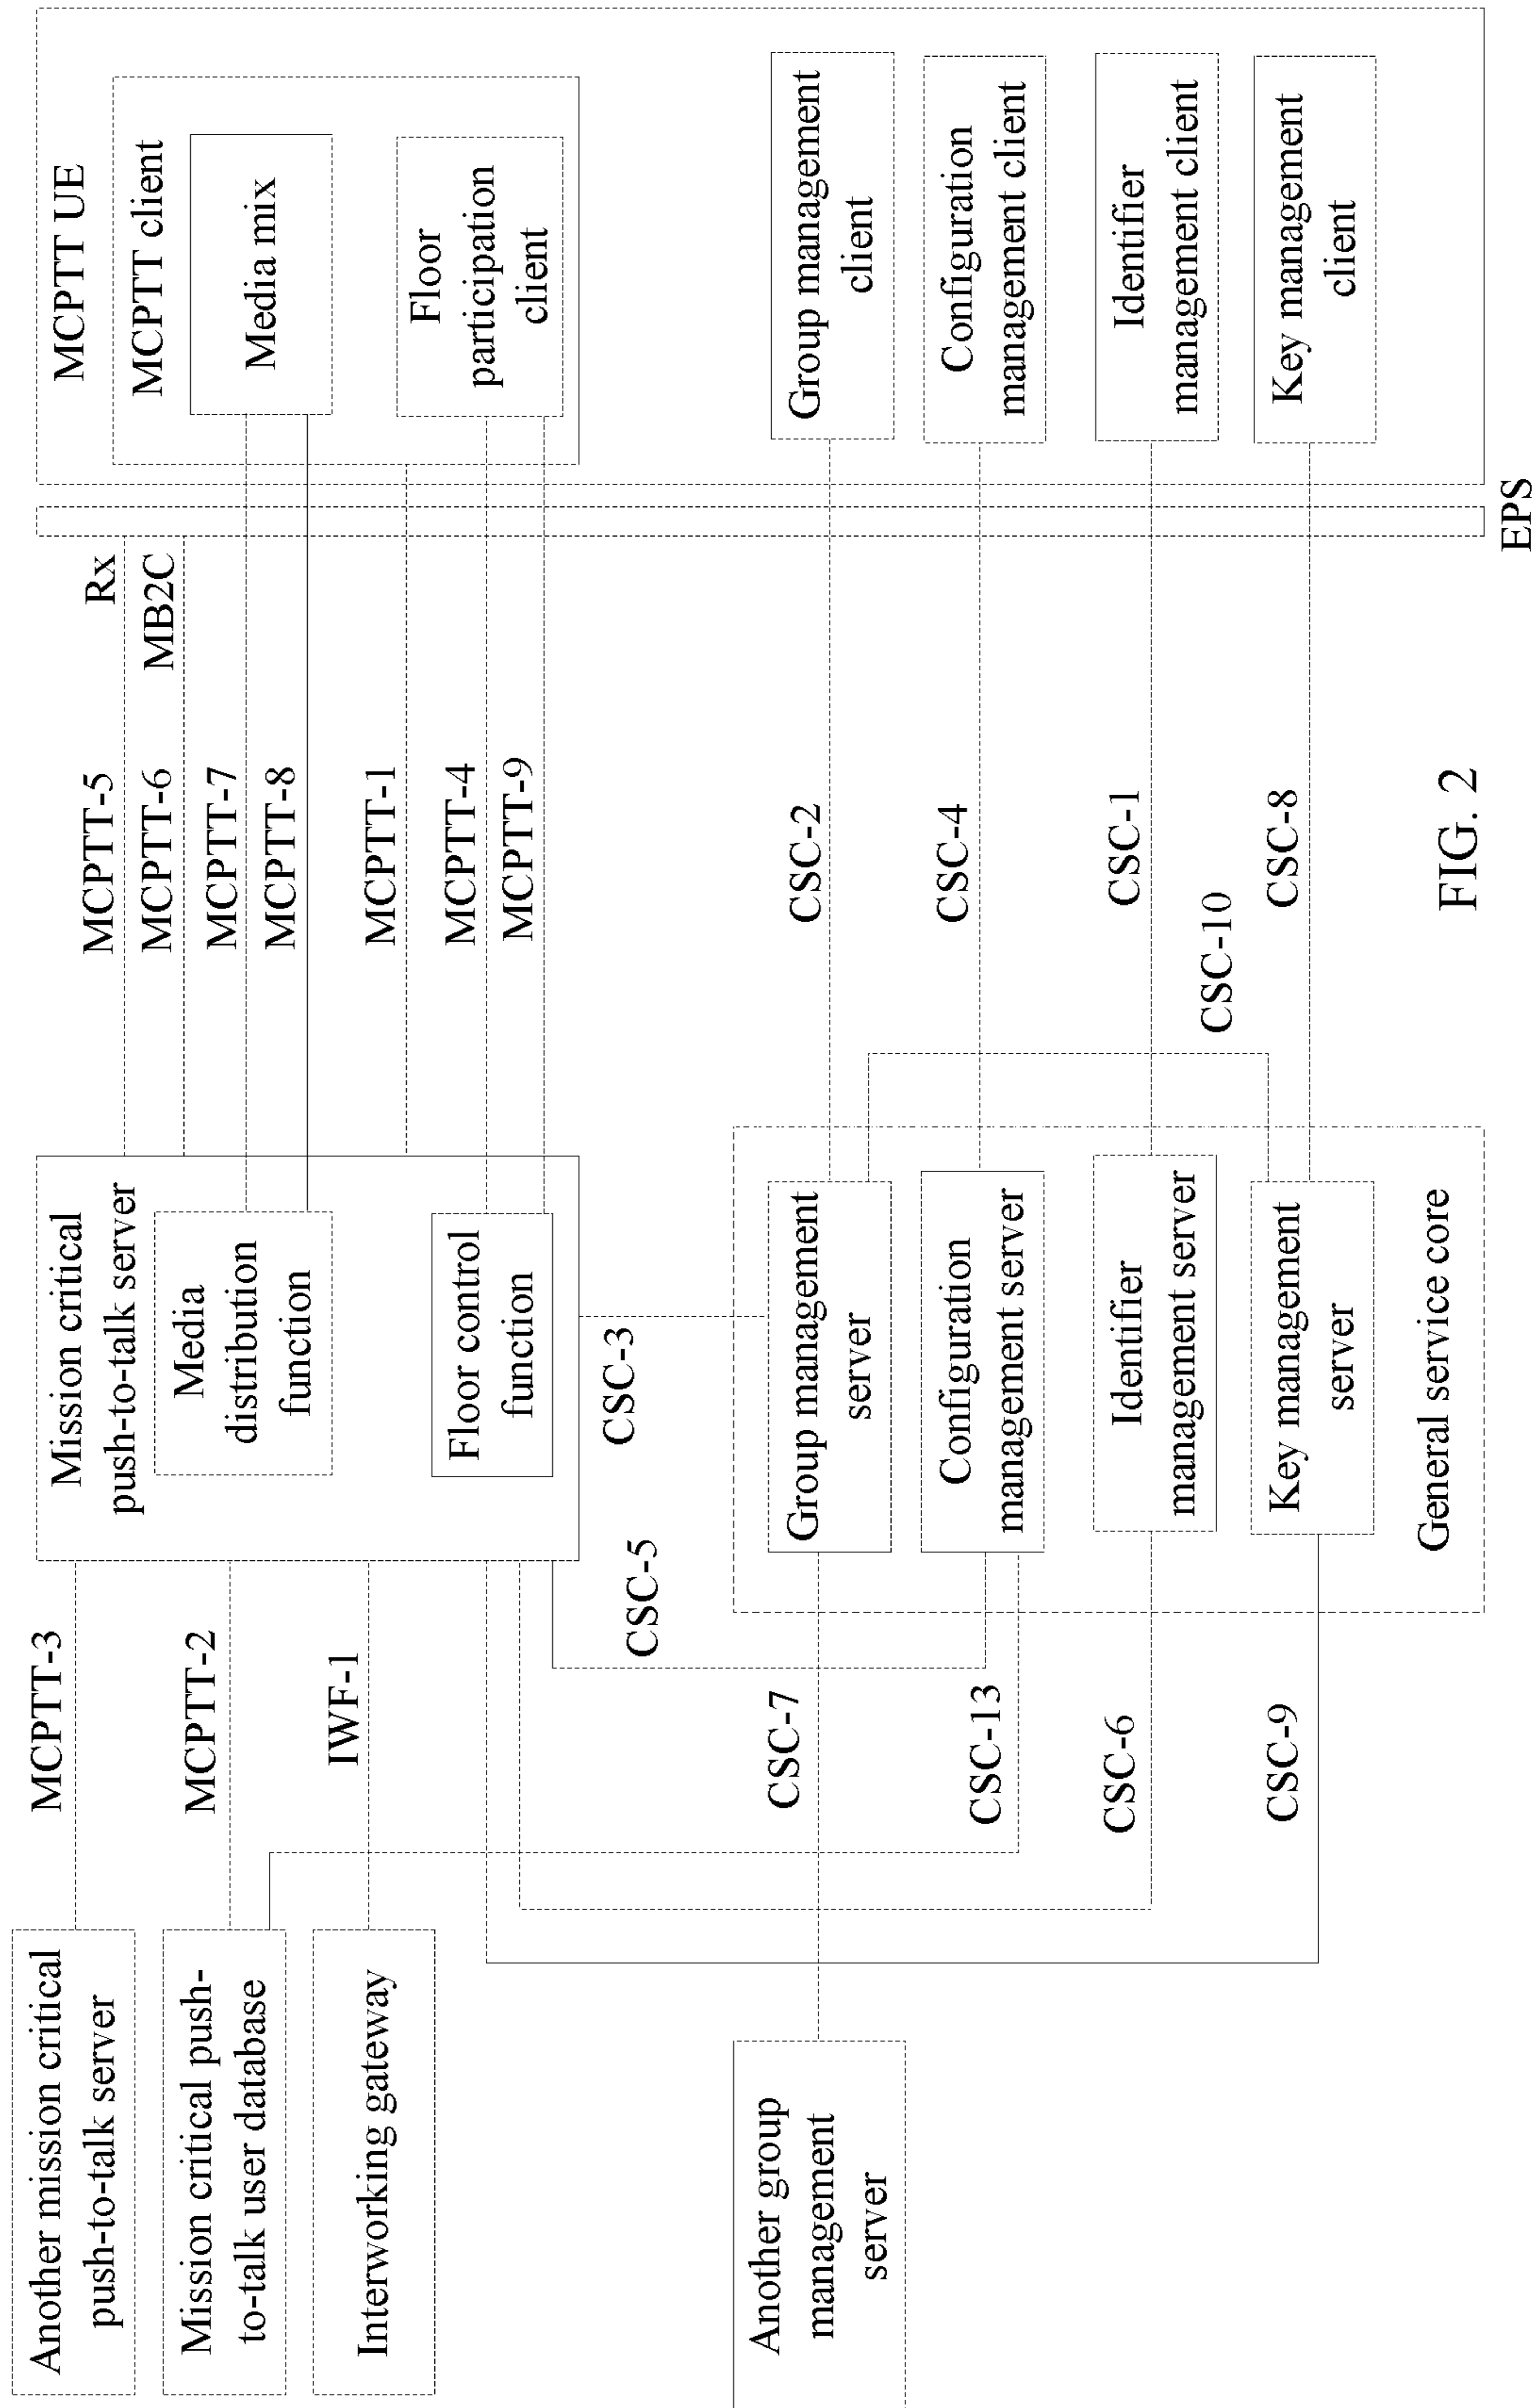 Another mission critical
push-to-talk server
Mission critical push-
to-talk user database
Interworking gateway
Another group
management
server
MCPTT-3
MCPTT-2
IWF-1
CSC-5
CSC-7
CSC-13
CSC-6
CSC-9
Mission critical
push-to-talk server
Media
distribution
function
Floor control
function
CSC-3
Group management
server
Configuration
management server
Identifier
management server
Key management
server
General service core
MCPTT-5
Rx
MCPTT-6
MB2C
MCPTT-7
MCPTT-8
MCPTT-1
MCPTT-4
MCPTT-9
CSC-2
CSC-4
CSC-1
CSC-10
CSC-8
MCPTT UE
MCPTT client
Media mix
Floor
participation
client
Group management
client
Configuration
management client
Identifier
management client
Key management
client
EPS
FIG. 2